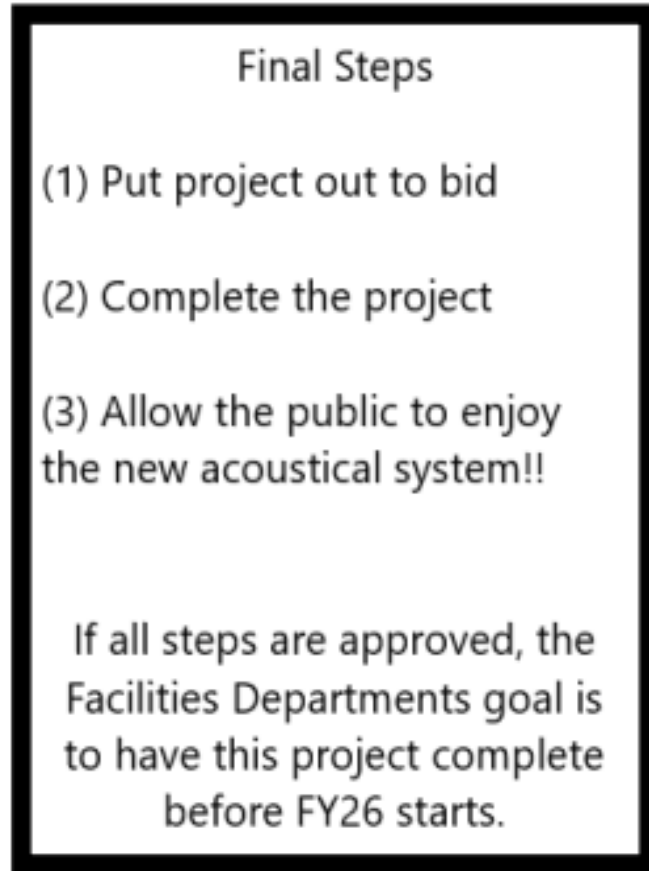 Final Steps
(1) Put project out to bid
(2) Complete the project
(3) Allow the public to enjoy
the new acoustical system!!
If all steps are approved, the
Facilities Departments goal is
to have this project complete
before FY26 starts.